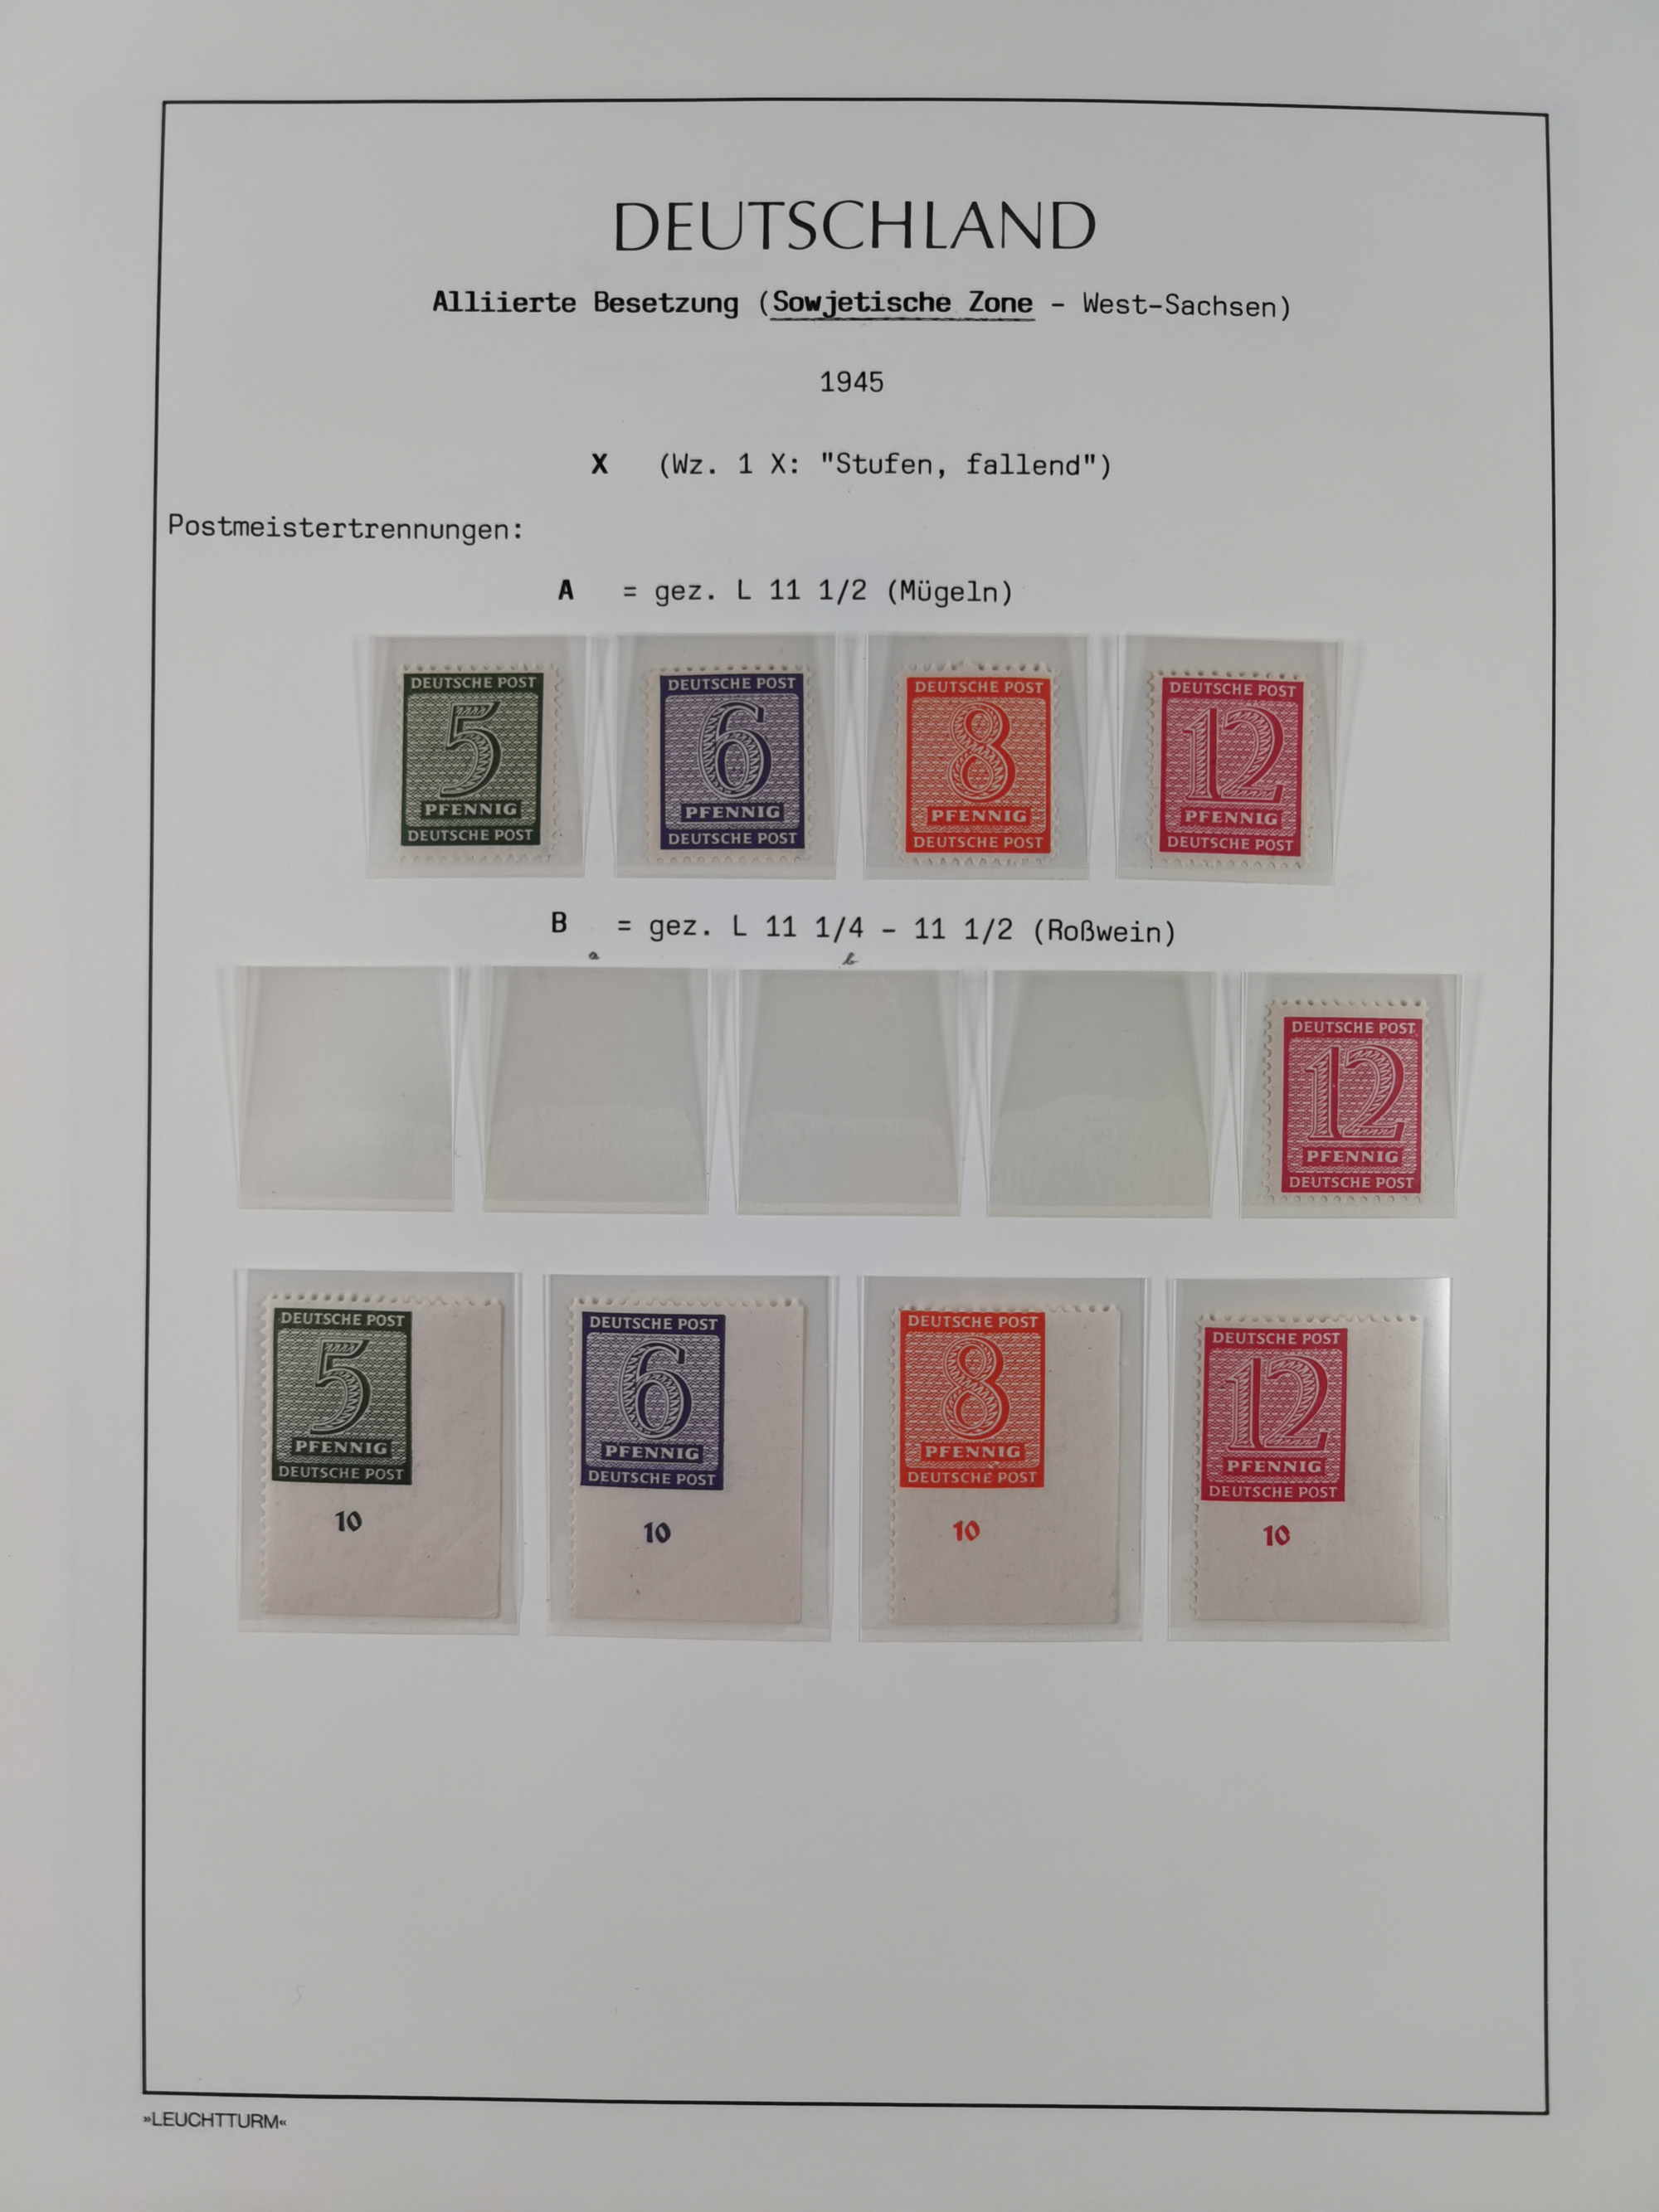 DEUTSCHLAND
Alliierte Besetzung (Sowjetische Zone - West-Sachsen)
1945
X (Wz. 1 X: "Stufen, fallend")
Postmeistertrennungen:
A = gez. L 11 1/2 (Mügeln)
DEUTSCHE POST
5
PFENNIG
DEUTSCHE POST
DEUTSCHE POST
6
PFENNIG
DEUTSCHE POST
DEUTSCHE POST
8
PFENNIG
DEUTSCHE POST
DEUTSCHE POST
12
PFENNIG
DEUTSCHE POST
B = gez. L 11 1/4 - 11 1/2 (Roßwein)
a b
DEUTSCHE POST
12
PFENNIG
DEUTSCHE POST
DEUTSCHE POST
5
PFENNIG
DEUTSCHE POST
10
DEUTSCHE POST
6
PFENNIG
DEUTSCHE POST
10
DEUTSCHE POST
8
PFENNIG
DEUTSCHE POST
10
DEUTSCHE POST
12
PFENNIG
DEUTSCHE POST
10
»LEUCHTTURM«